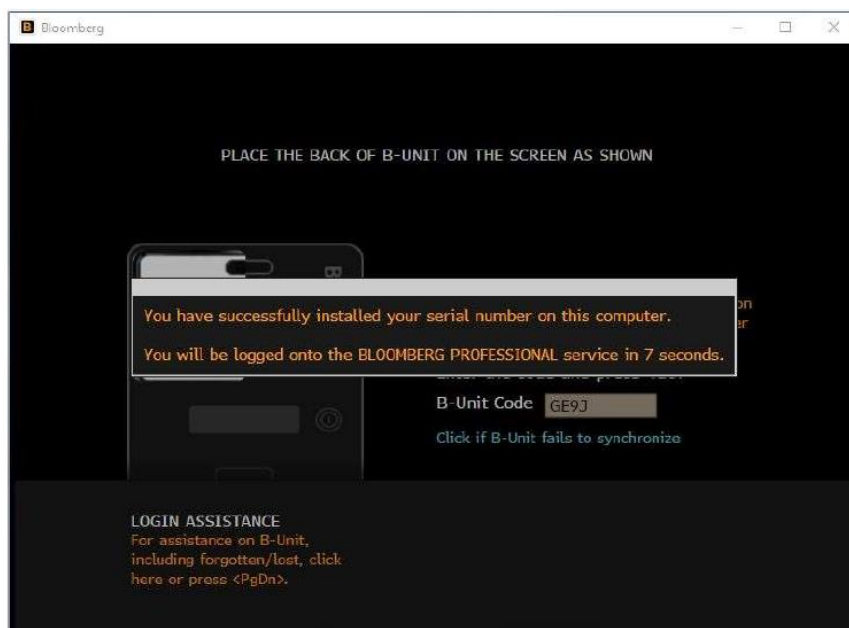 B Bloomberg
PLACE THE BACK OF B-UNIT ON THE SCREEN AS SHOWN
B
on
er
You have successfully installed your serial number on this computer.
You will be logged onto the BLOOMBERG PROFESSIONAL service in 7 seconds.
B-Unit Code GE9J
Click if B-Unit fails to synchronize
LOGIN ASSISTANCE
For assistance on B-Unit,
including forgotten/lost, click
here or press <PgDn>.